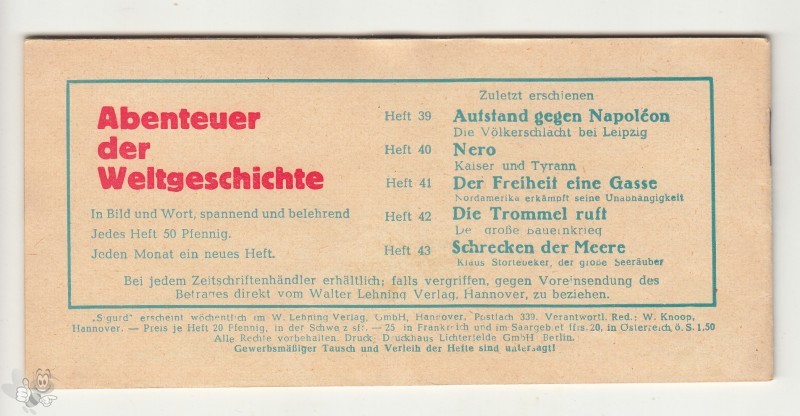 Abenteuer
der
Weltgeschichte
In Bild und Wort, spannend und belehrend
Jedes Heft 50 Pfennig.
Jeden Monat ein neues Heft.
Zuletzt erschienen
Heft 39 Aufstand gegen Napoléon
Die Völkerschlacht bei Leipzig
Heft 40 Nero
Kaiser und Tyrann
Heft 41 Der Freiheit eine Gasse
Nordamerika erkämpft seine Unabhängigkeit
Heft 42 Die Trommel ruft
De große Bauernkrieg
Heft 43 Schrecken der Meere
Klaus Störtebeker, der große Seeräuber
Bei jedem Zeitschriftenhändler erhältlich; falls vergriffen, gegen Voreinsendung des
Betrages direkt vom Walter Lehning Verlag, Hannover, zu beziehen.
„Sigurd" erscheint wöchentlich im W. Lehning Verlag, GmbH, Hannover, Postfach 339. Verantwortl. Red.: W. Knoop,
Hannover. — Preis je Heft 20 Pfennig, in der Schweiz sfr. —25 in Frankreich und im Saargebiet ffrs. 20, in Österreich ö. S. 1,50
Alle Rechte vorbehalten. Druck: Druckhaus Lichterfelde GmbH Berlin.
Gewerbsmäßiger Tausch und Verleih der Hefte sind untersagt!